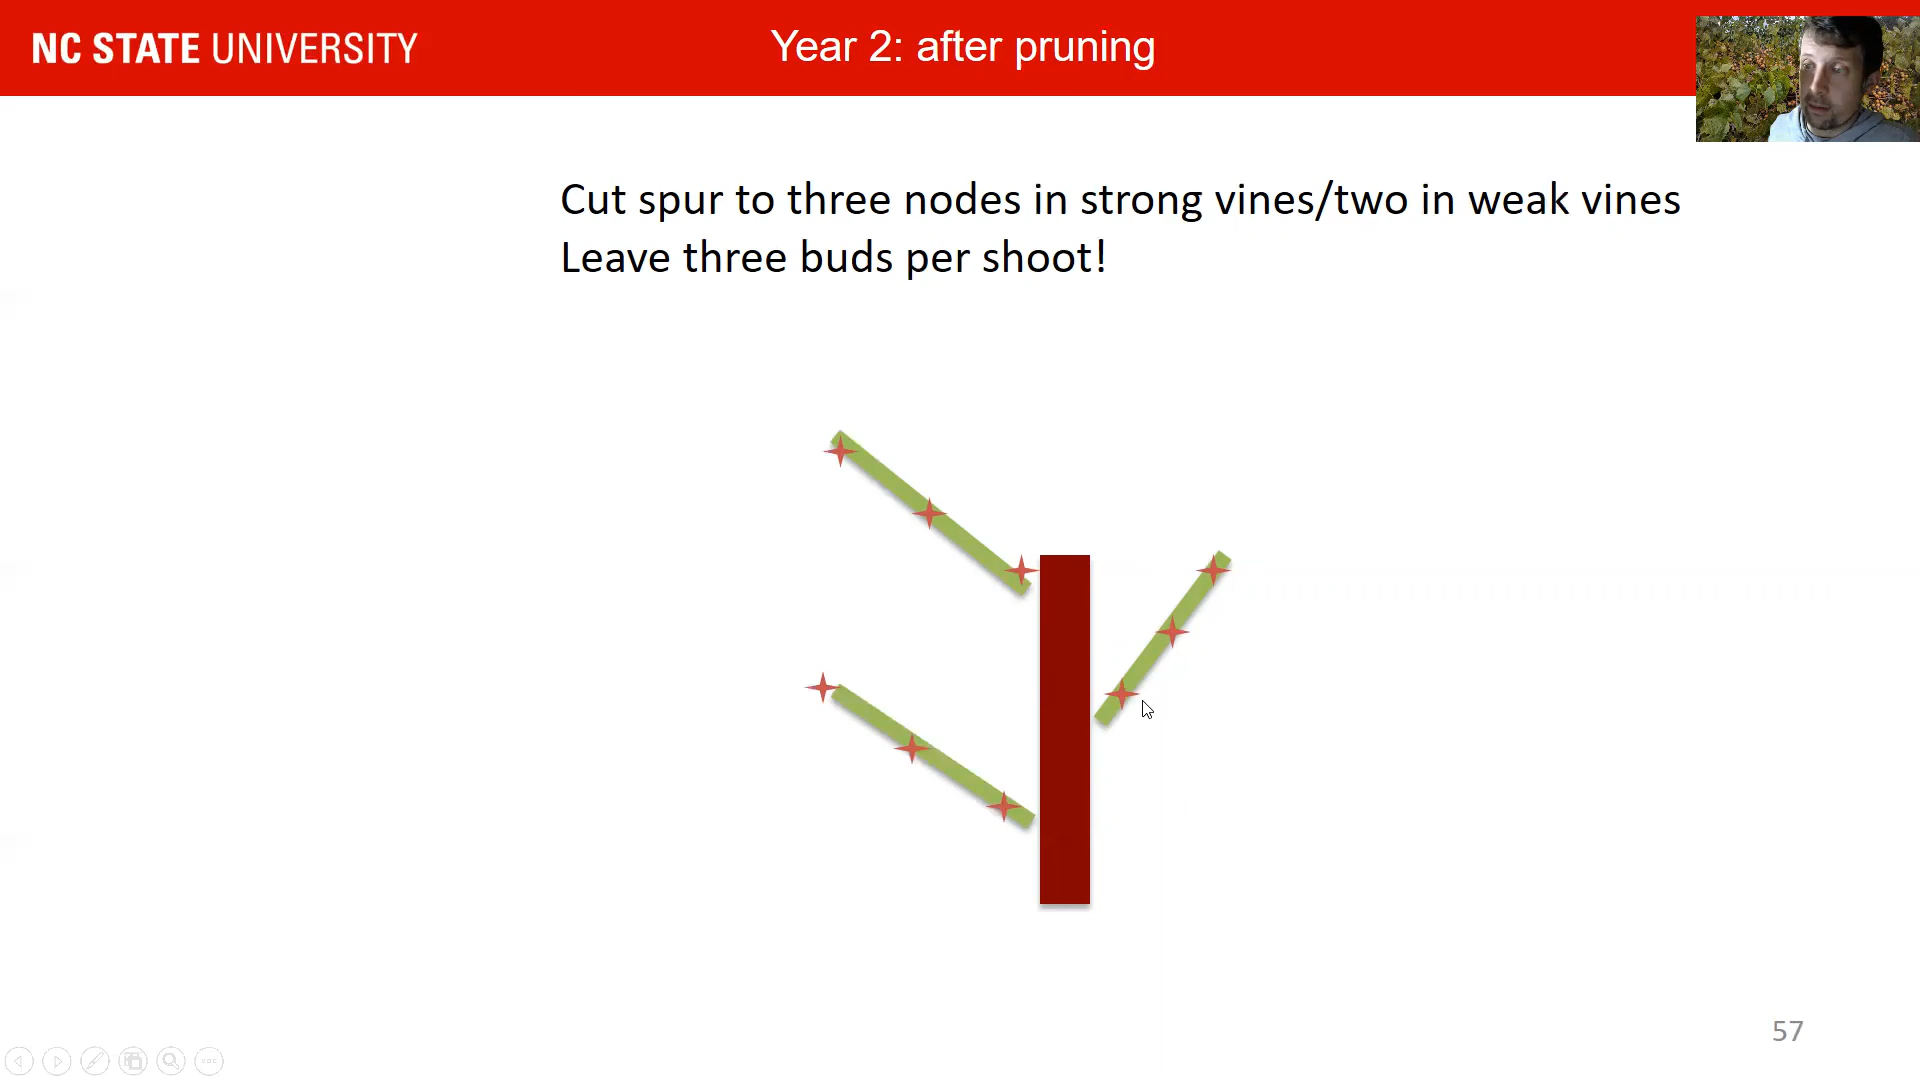 NC STATE UNIVERSITY
Year 2: after pruning
Cut spur to three nodes in strong vines/two in weak vines
Leave three buds per shoot!
57